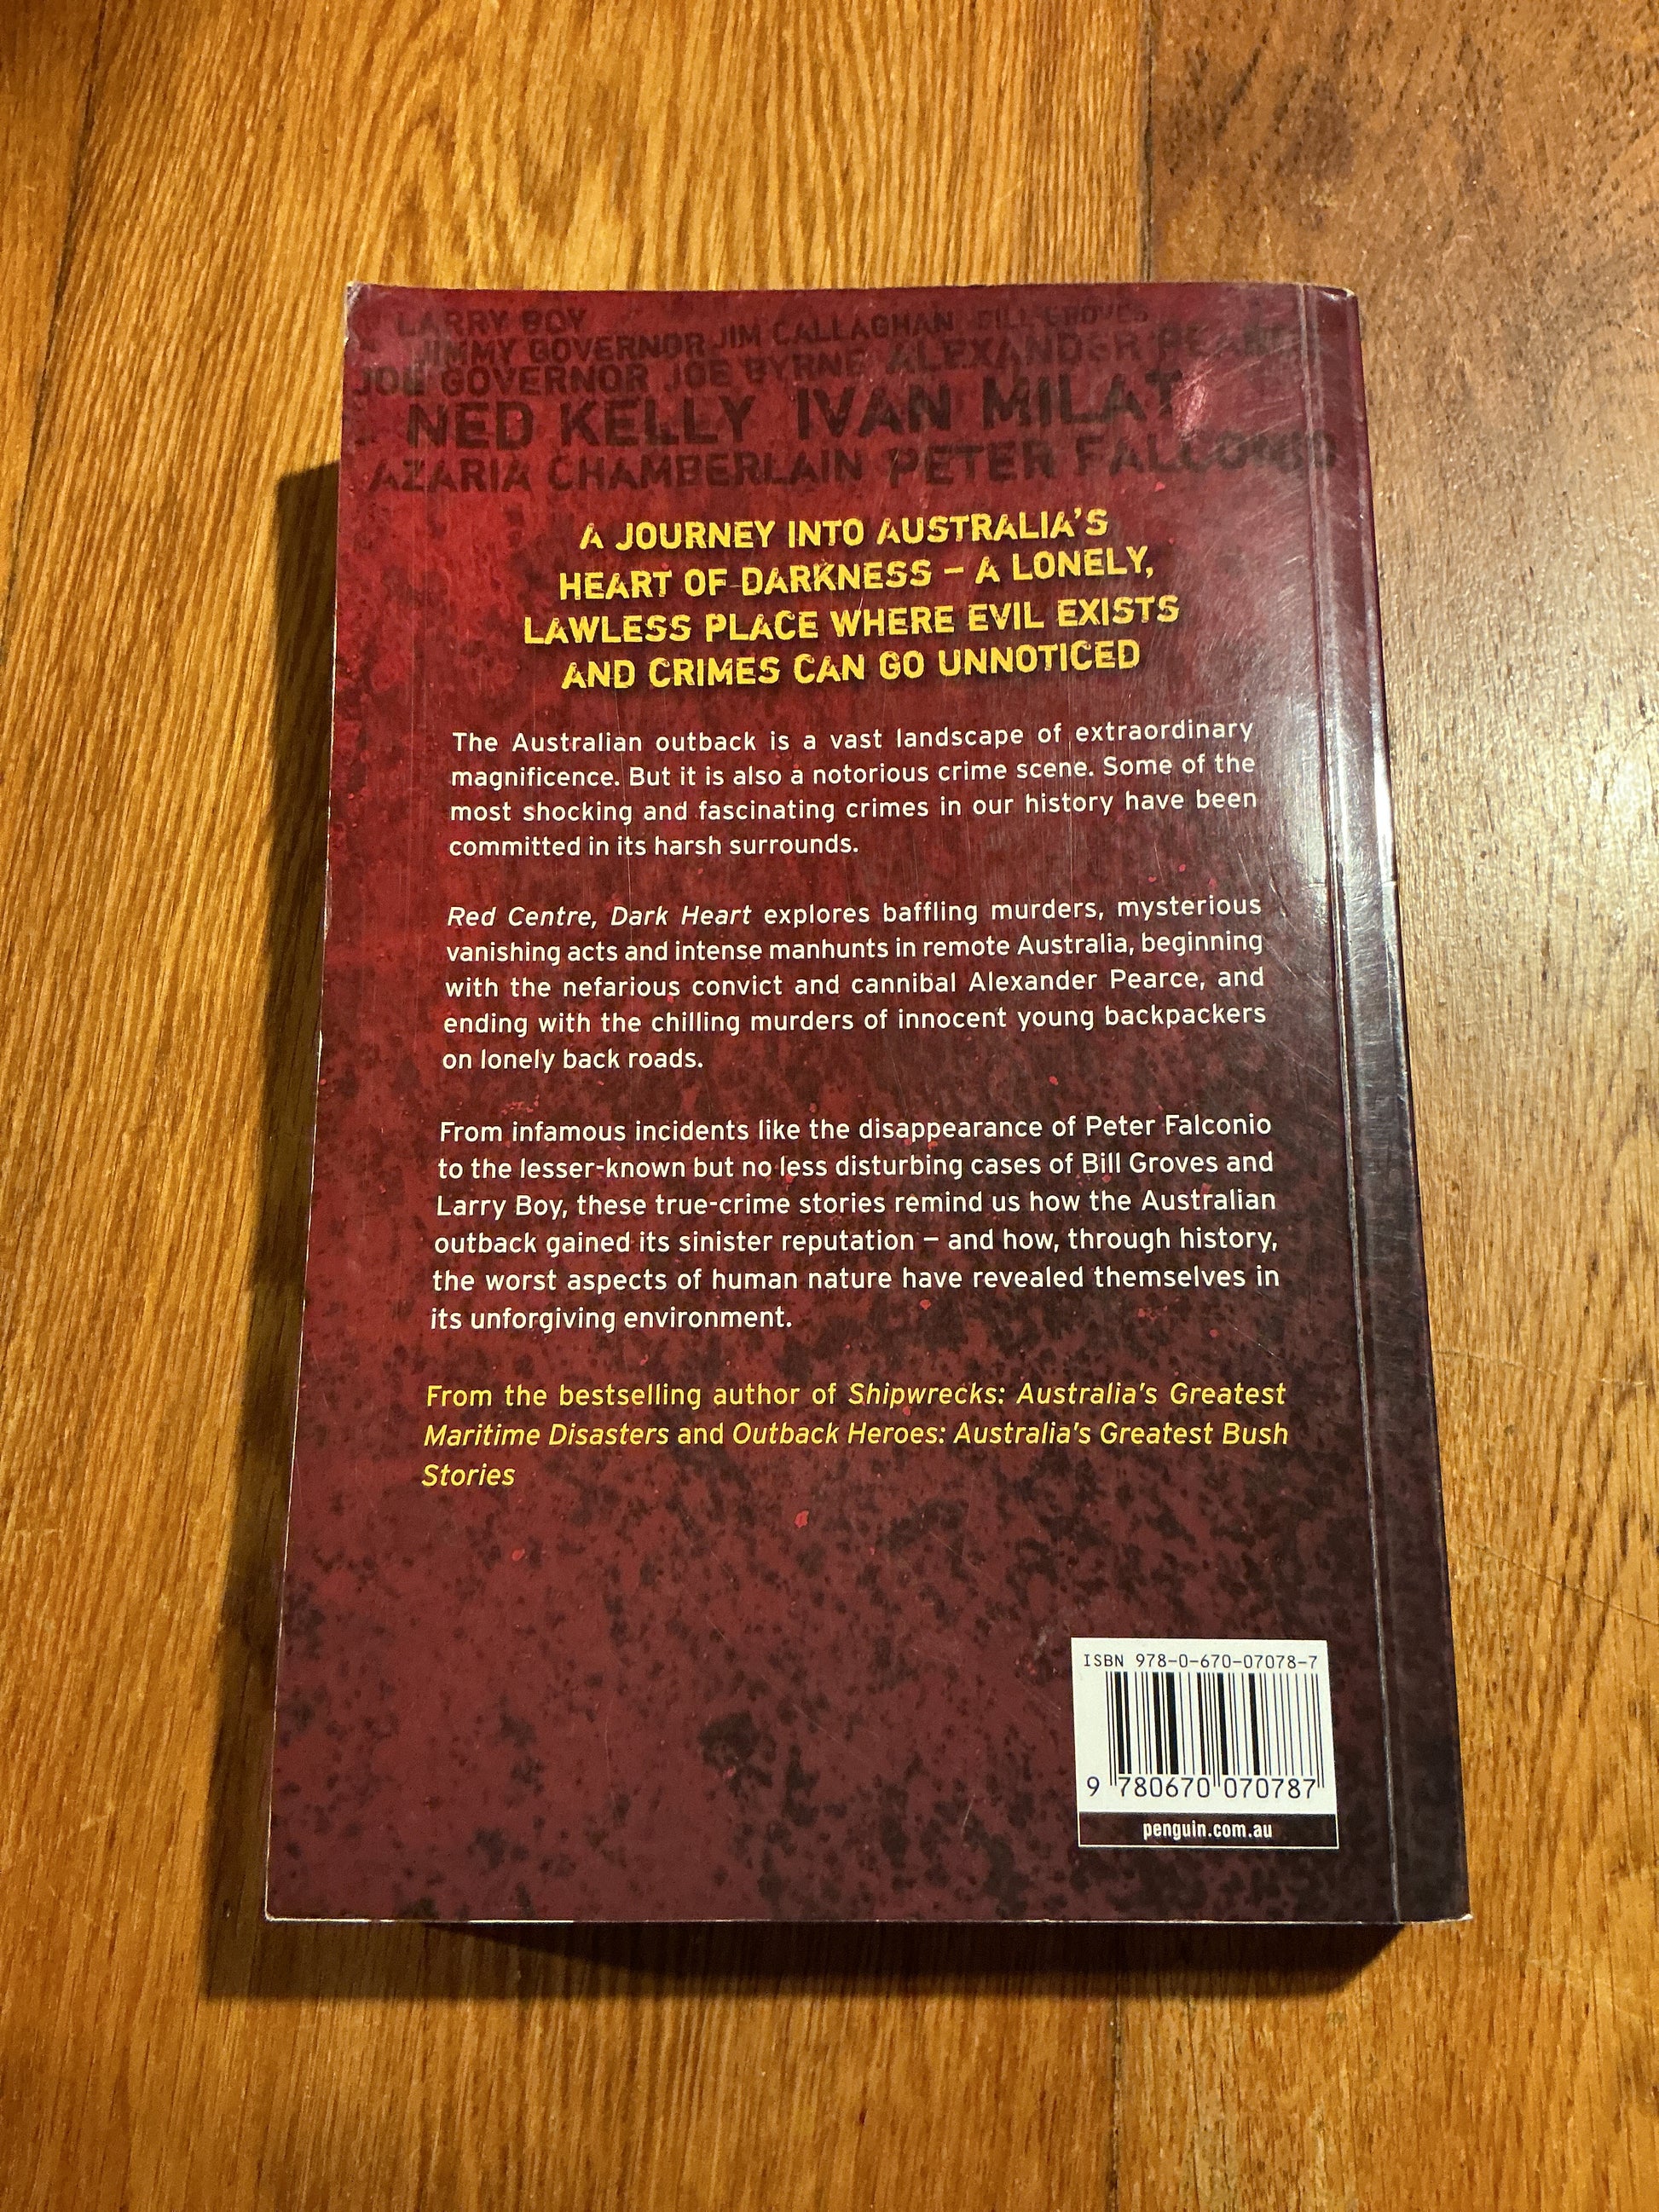 LARRY BOY
JIMMY GOVERNOR JIM CALLAGHAN BILL GROVES
JOE GOVERNOR JOE BYRNE ALEXANDER PEARCE
NED KELLY IVAN MILAT
AZARIA CHAMBERLAIN PETER FALCONIO
A JOURNEY INTO AUSTRALIA'S
HEART OF DARKNESS – A LONELY,
LAWLESS PLACE WHERE EVIL EXISTS
AND CRIMES CAN GO UNNOTICED
The Australian outback is a vast landscape of extraordinary
magnificence. But it is also a notorious crime scene. Some of the
most shocking and fascinating crimes in our history have been
committed in its harsh surrounds.
Red Centre, Dark Heart explores baffling murders, mysterious
vanishing acts and intense manhunts in remote Australia, beginning
with the nefarious convict and cannibal Alexander Pearce, and
ending with the chilling murders of innocent young backpackers
on lonely back roads.
From infamous incidents like the disappearance of Peter Falconio
to the lesser-known but no less disturbing cases of Bill Groves and
Larry Boy, these true-crime stories remind us how the Australian
outback gained its sinister reputation – and how, through history,
the worst aspects of human nature have revealed themselves in
its unforgiving environment.
From the bestselling author of Shipwrecks: Australia's Greatest
Maritime Disasters and Outback Heroes: Australia's Greatest Bush
Stories
ISBN 978-0-670-07078-7
9 780670 070787
penguin.com.au